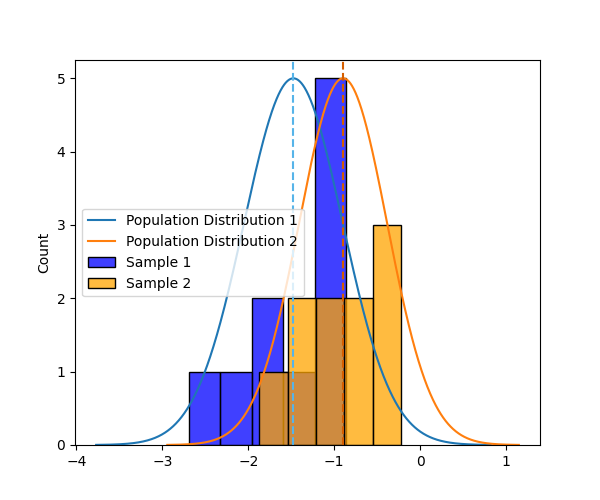 5
4
3
2
1
0
Count
Population Distribution 1
Population Distribution 2
Sample 1
Sample 2
−4 −3 −2 −1 0 1